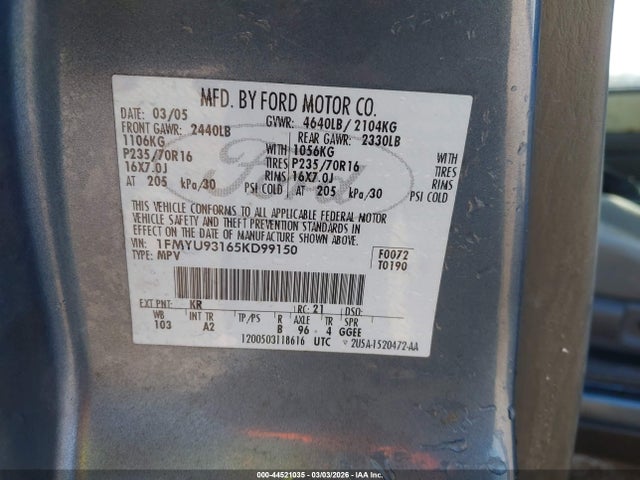 MFD. BY FORD MOTOR CO.
DATE: 03/05 GVWR: 4640LB/ 2104KG
FRONT GAWR: 2440LB REAR GAWR: 2330LB
1106KG WITH 1056KG WITH
P235/70R16 TIRES P235/70R16 TIRES
16X7.0J RIMS 16X7.0J RIMS
AT 205 kPa/30 PSI COLD AT 205 kPa/30 PSI COLD
Ford
THIS VEHICLE CONFORMS TO ALL APPLICABLE FEDERAL MOTOR
VEHICLE SAFETY AND THEFT PREVENTION STANDARDS IN
EFFECT ON THE DATE OF MANUFACTURE SHOWN ABOVE.
VIN: 1FMYU93165KD99150 F0072
TYPE: MPV T0190
EXT PNT: KR RC: 21 DSO:
WB INT TR TP/PS R AXLE TR SPR
103 A2 B 96 4 GGEE
1200503118616 UTC 2U5A-1520472-AA
000-44521035 - 03/03/2026 - IAA Inc.